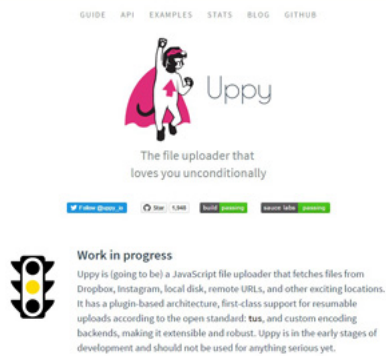 GUIDE API EXAMPLES STATS BLOG GITHUB
Uppy
The file uploader that
loves you unconditionally
Follow @uppy_io Star 1,948 build passing sauce labs passing
Work in progress
Uppy is (going to be) a JavaScript file uploader that fetches files from
Dropbox, Instagram, local disk, remote URLs, and other exciting locations.
It has a plugin-based architecture, first-class support for resumable
uploads according to the open standard: tus, and custom encoding
backends, making it extensible and robust. Uppy is in the early stages of
development and should not be used for anything serious yet.